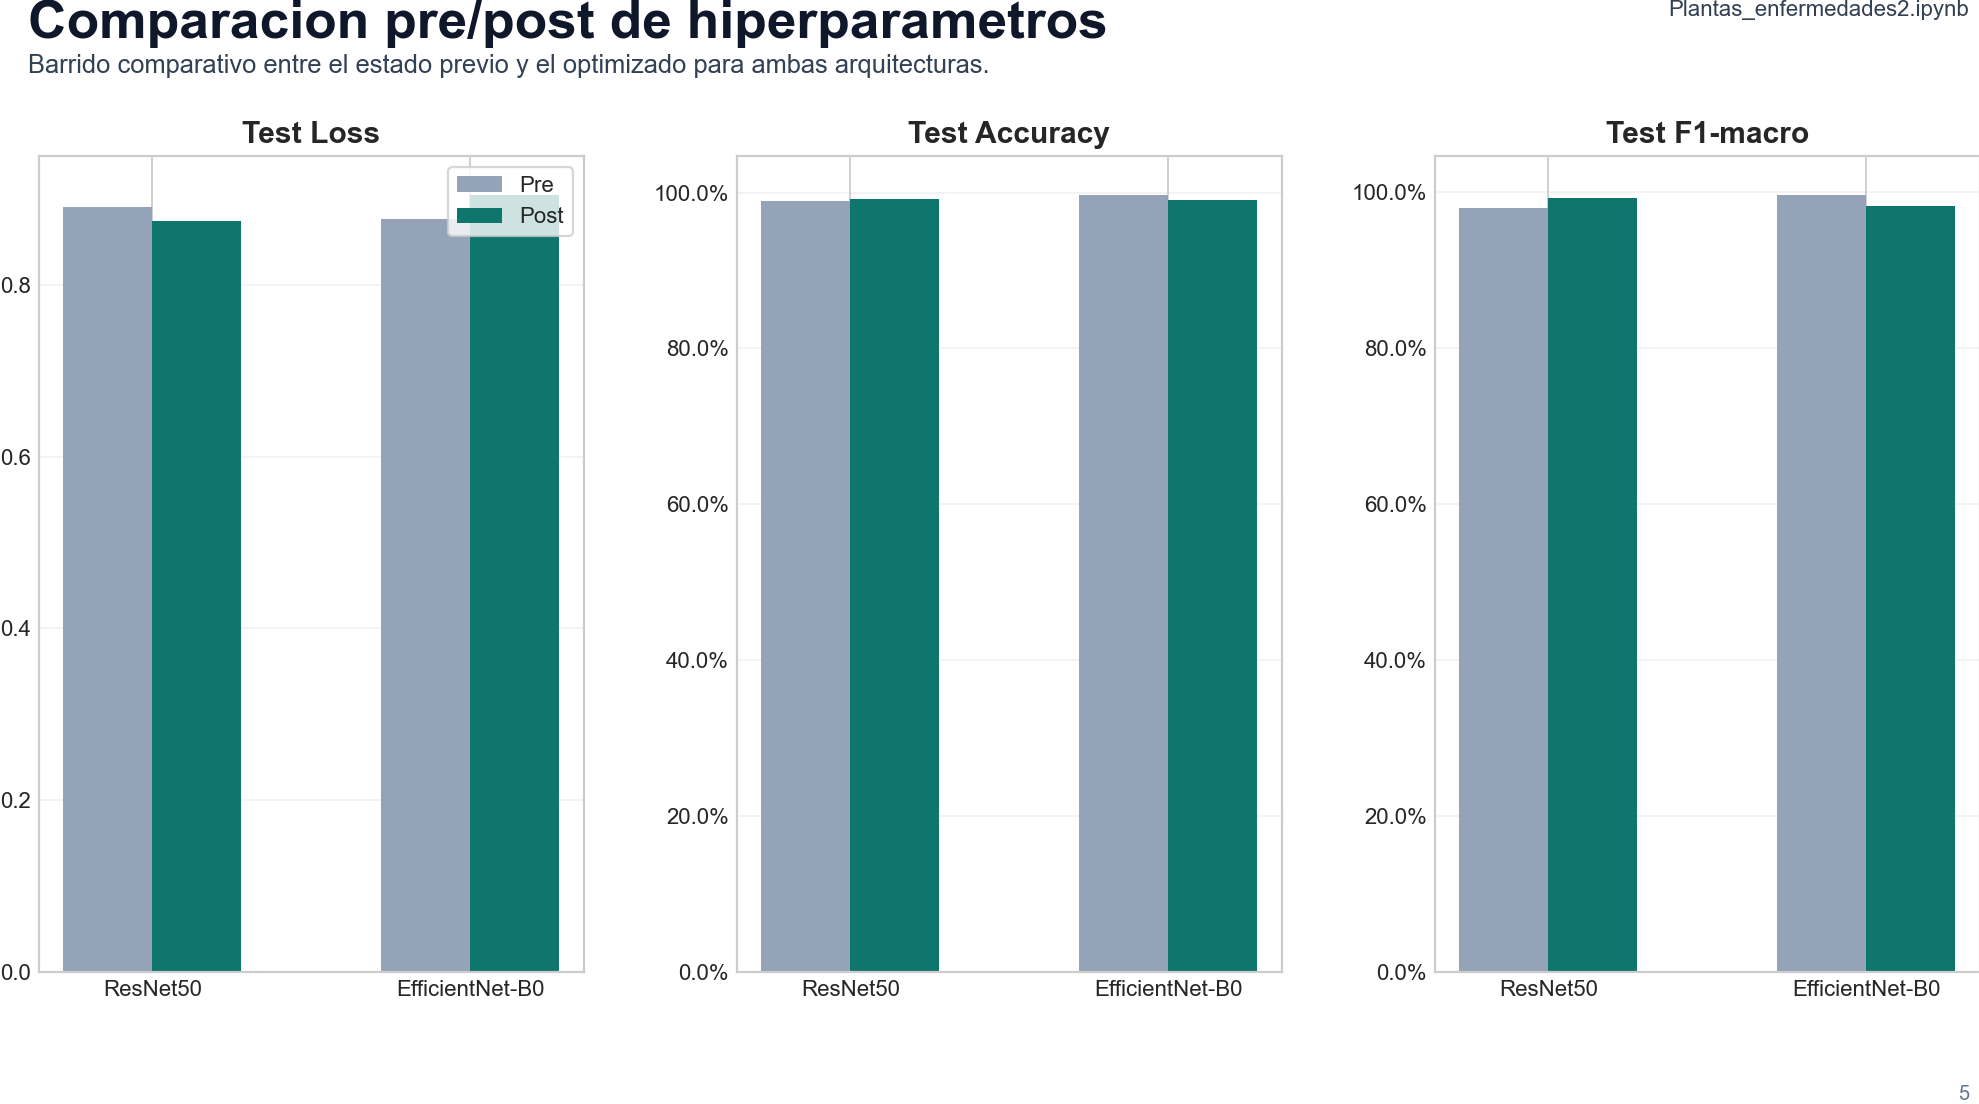 Comparacion pre/post de hiperparametros
Plantas_enfermedades2.ipynb
Barrido comparativo entre el estado previo y el optimizado para ambas arquitecturas.
Test Loss
Pre
Post
0.8
0.6
0.4
0.2
0.0
ResNet50
EfficientNet-B0
Test Accuracy
100.0%
80.0%
60.0%
40.0%
20.0%
0.0%
ResNet50
EfficientNet-B0
Test F1-macro
100.0%
80.0%
60.0%
40.0%
20.0%
0.0%
ResNet50
EfficientNet-B0
5